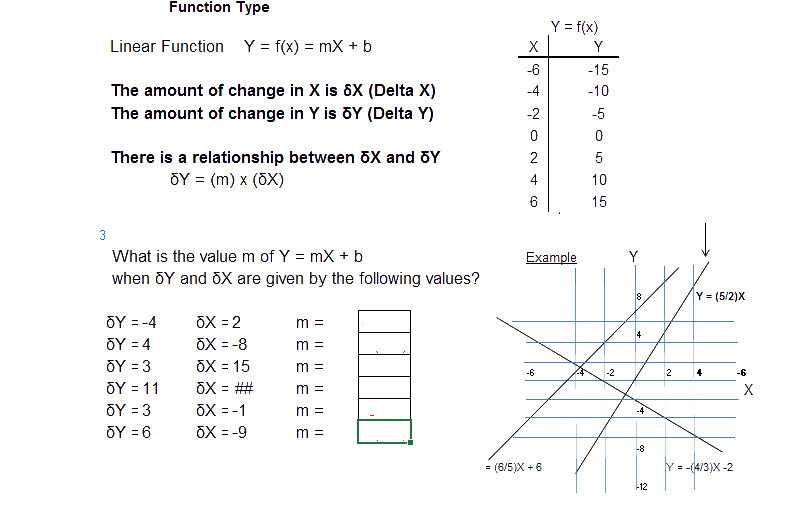 Function Type
Linear Function Y = f(x) = mX + b
The amount of change in X is δX (Delta X)
The amount of change in Y is δY (Delta Y)
There is a relationship between δX and δY
δY = (m) x (δX)
Y = f(x)
X Y
-6 -15
-4 -10
-2 -5
0 0
2 5
4 10
6 15
3
What is the value m of Y = mX + b
when δY and δX are given by the following values?
δY = -4 δX = 2 m =
δY = 4 δX = -8 m =
δY = 3 δX = 15 m =
δY = 11 δX = ## m =
δY = 3 δX = -1 m =
δY = 6 δX = -9 m =
Example Y
8 Y = (5/2)X
4
-6 -4 -2 2 4 -6
X
-4
-8
= (6/5)X + 6 Y = -(4/3)X -2
-12